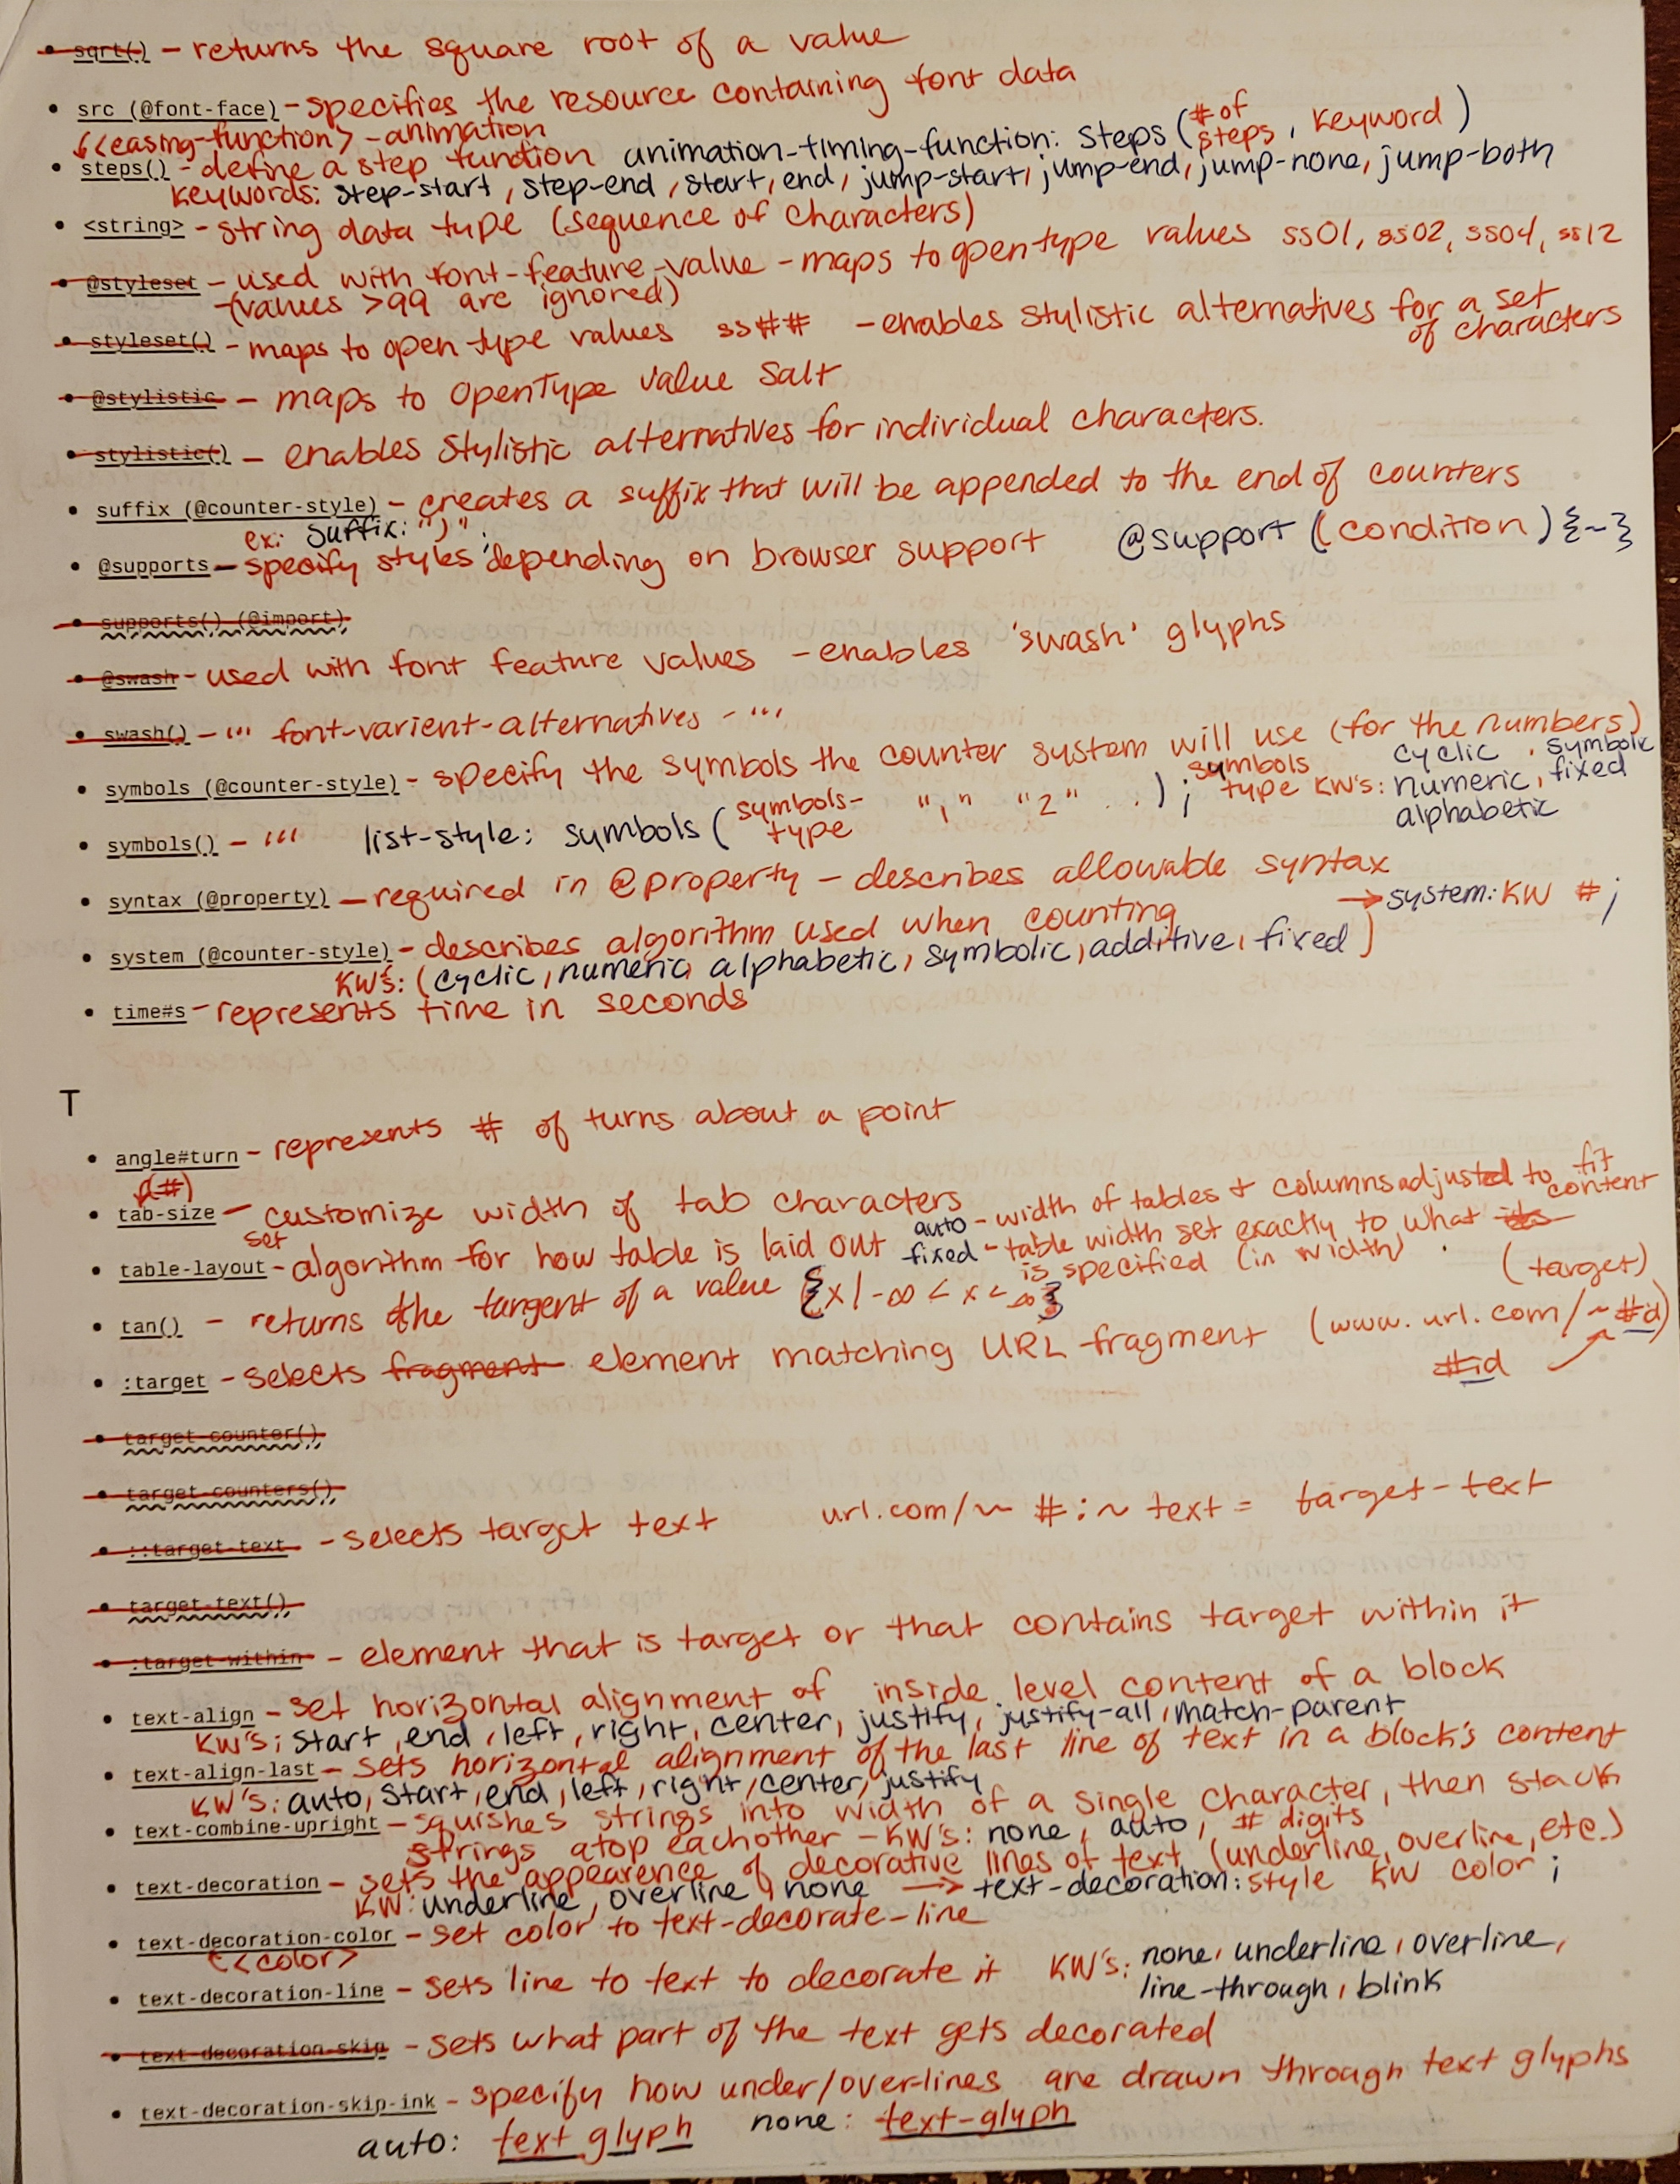 • sqrt() – returns the square root of a value
• src (@font-face) – specifies the resource containing font data
<easing-function> – animation
• steps() – define a step function animation-timing-function: steps (# of steps, keyword)
keywords: step-start, step-end, start, end, jump-start, jump-end, jump-none, jump-both
• <string> – string data type (sequence of characters)
• @styleset – used with font-feature-value – maps to opentype values ss01, ss02, ss04, ss12
– (values >99 are ignored)
• styleset() – maps to open type values ss## – enables stylistic alternatives for a set of characters
• @stylistic – maps to OpenType value salt
• stylistic() – enables stylistic alternatives for individual characters.
• suffix (@counter-style) – creates a suffix that will be appended to the end of counters
ex: suffix: ")";
• @supports – specify styles depending on browser support @support (condition) {~}
• supports() (@import)
• @swash – used with font feature values – enables 'swash' glyphs
• swash() – "' font-varient-alternatives – "'
• symbols (@counter-style) – specify the symbols the counter system will use (for the numbers)
• symbols() – "' list-style: symbols (symbols-type "1" "2" . . ); symbols type KW's: cyclic, symbolic numeric, fixed alphabetic
• syntax (@property) – required in @property – describes allowable syntax
• system (@counter-style) – describes algorithm used when counting → system: KW #;
KW's: (cyclic, numeric, alphabetic, symbolic, additive, fixed)
• time#s – represents time in seconds
T
• angle#turn – represents # of turns about a point
(#)
• tab-size – customize width of tab characters
set
• table-layout – algorithm for how table is laid out auto – width of tables & columns adjusted to fit content
fixed – table width set exactly to what is specified (in width)
• tan() – returns the tangent of a value {x|-∞ < x < ∞}
• :target – selects fragment element matching URL fragment (www.url.com/~#id) (target)
#id
• target-counter()
• target-counters()
• ::target-text – selects target text url.com/~ #:~ text = target-text
• target-text()
• :target-within – element that is target or that contains target within it
• text-align – set horizontal alignment of inside level content of a block
KW's: start, end, left, right, center, justify, justify-all, match-parent
• text-align-last – sets horizontal alignment of the last line of text in a block's content
KW's: auto, start, end, left, right, center, justify
• text-combine-upright – squishes strings into width of a single character, then stack
strings atop eachother – KW's: none, auto, # digits
• text-decoration – sets the appearence of decorative lines of text (underline, overline, etc.)
KW: underline, overline, none → text-decoration: style KW color;
• text-decoration-color – set color to text-decorate-line
<color>
• text-decoration-line – sets line to text to decorate it KW's: none, underline, overline,
line-through, blink
• text-decoration-skip – sets what part of the text gets decorated
• text-decoration-skip-ink – specify how under/over-lines are drawn through text glyphs
auto: text glyph none: text-glyph